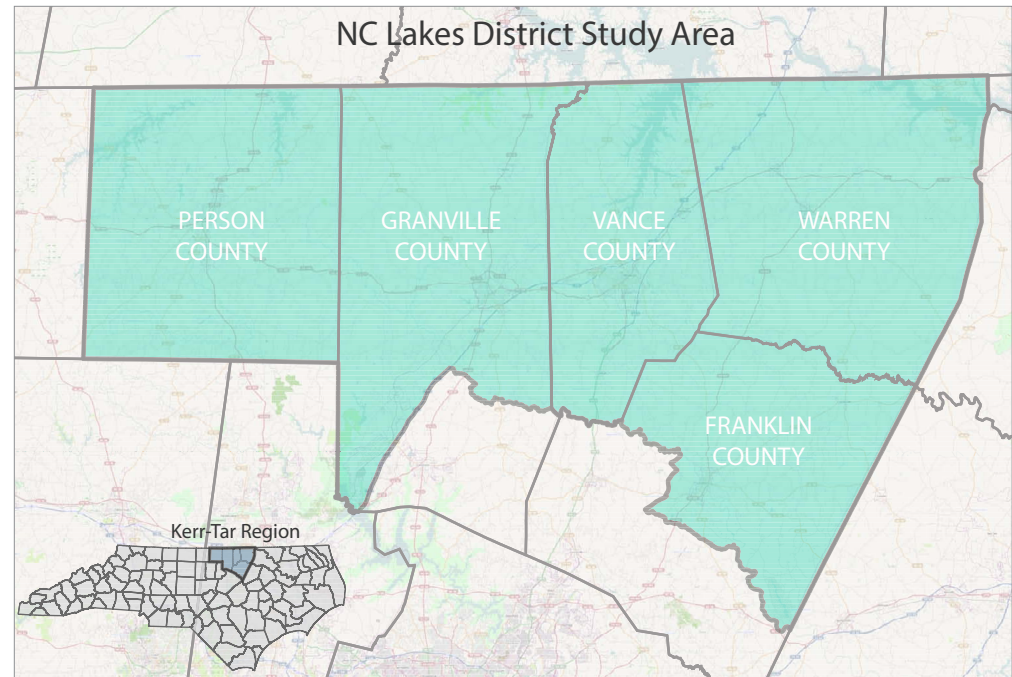 NC Lakes District Study Area
PERSON
COUNTY
GRANVILLE
COUNTY
VANCE
COUNTY
WARREN
COUNTY
FRANKLIN
COUNTY
Kerr-Tar Region